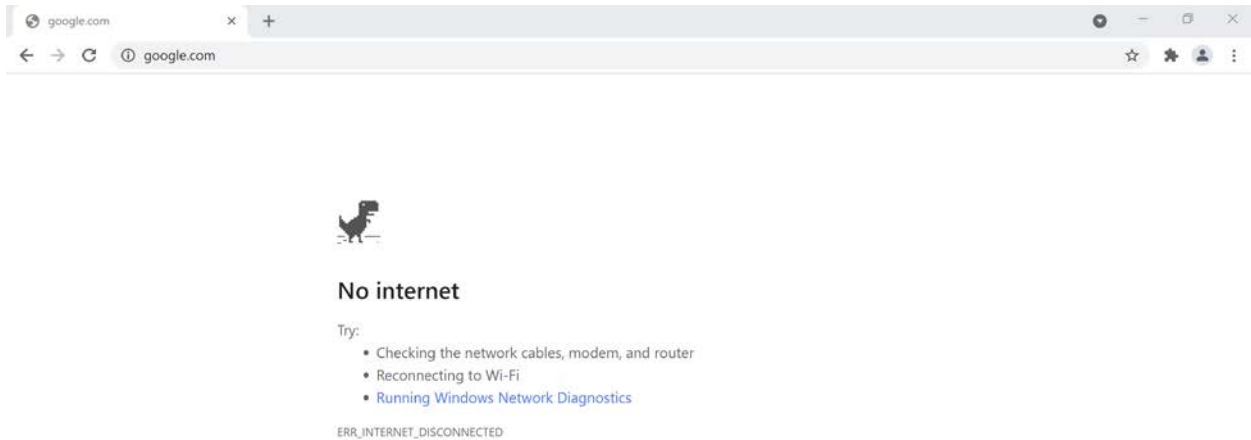 google.com
google.com
No internet
Try:
• Checking the network cables, modem, and router
• Reconnecting to Wi-Fi
• Running Windows Network Diagnostics
ERR_INTERNET_DISCONNECTED